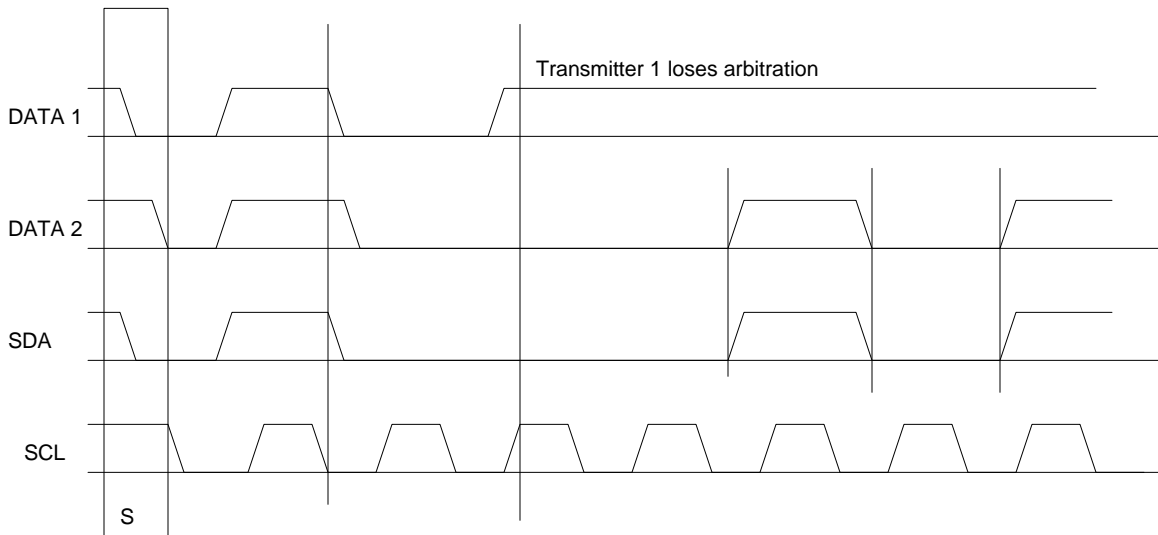 Transmitter 1 loses arbitration
DATA 1
DATA 2
SDA
SCL
S